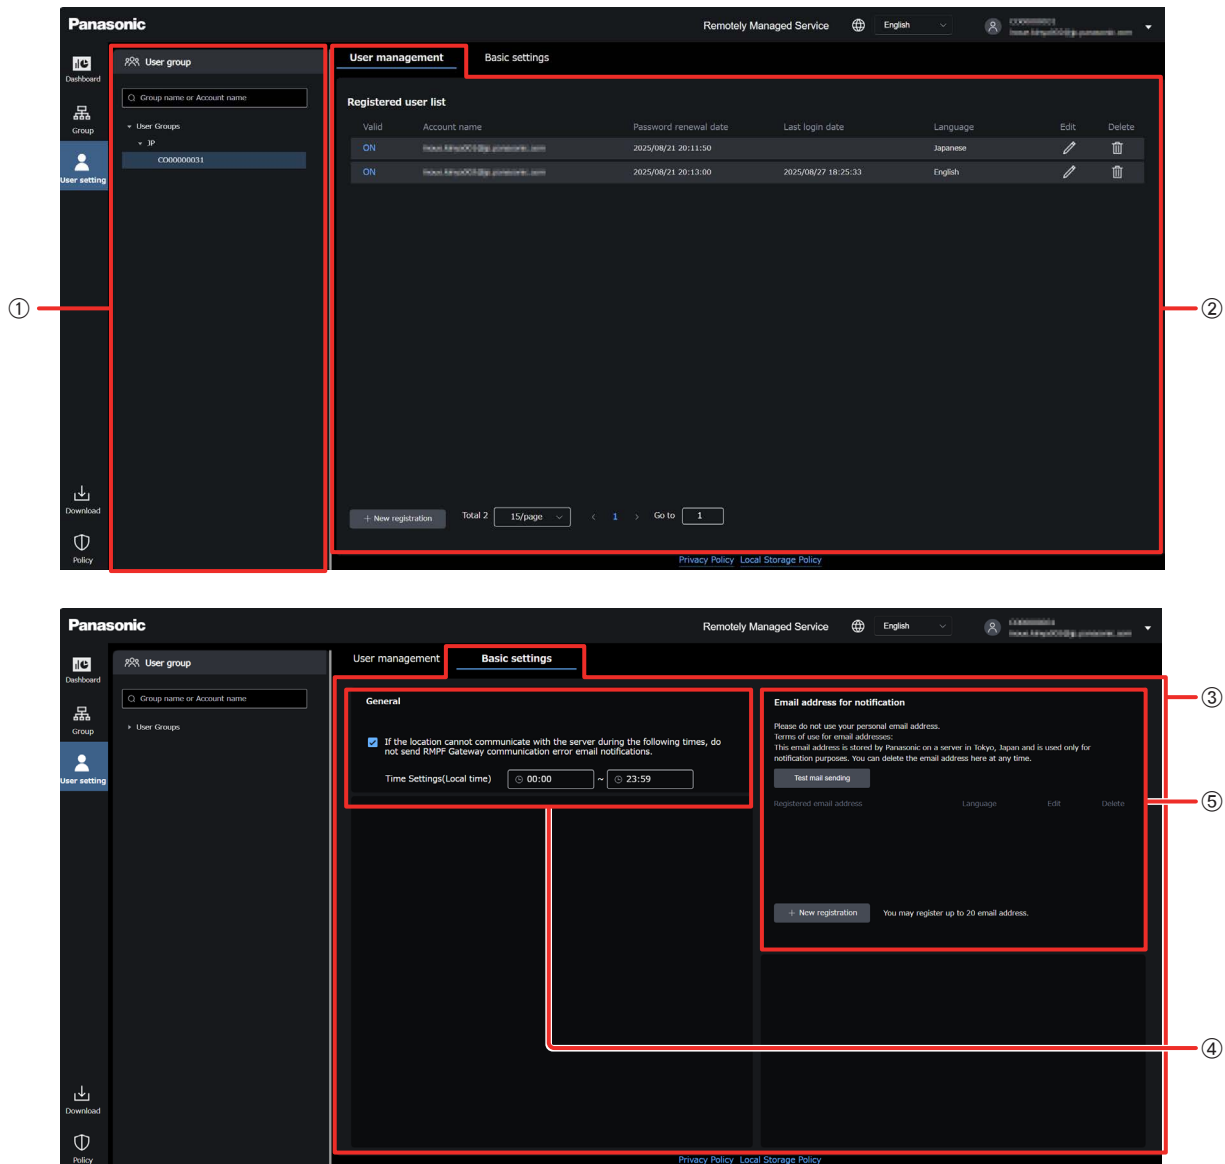 Panasonic
Remotely Managed Service
English
Dashboard
Group
User setting
Download
Policy
User group
Group name or Account name
User Groups
JP
CO00000031
User management
Basic settings
Registered user list
Valid Account name Password renewal date Last login date Language Edit Delete
ON 2025/08/21 20:11:50 Japanese
ON 2025/08/21 20:13:00 2025/08/27 18:25:33 English
+ New registration Total 2 15/page < 1 > Go to 1
Privacy Policy Local Storage Policy
①
②
Panasonic
Remotely Managed Service
English
Dashboard
Group
User setting
Download
Policy
User group
Group name or Account name
User Groups
User management
Basic settings
General
If the location cannot communicate with the server during the following times, do
not send RMPF Gateway communication error email notifications.
Time Settings(Local time) 00:00 ~ 23:59
Email address for notification
Please do not use your personal email address.
Terms of use for email addresses:
This email address is stored by Panasonic on a server in Tokyo, Japan and is used only for
notification purposes. You can delete the email address here at any time.
Test mail sending
Registered email address Language Edit Delete
+ New registration You may register up to 20 email address.
Privacy Policy Local Storage Policy
③
⑤
④